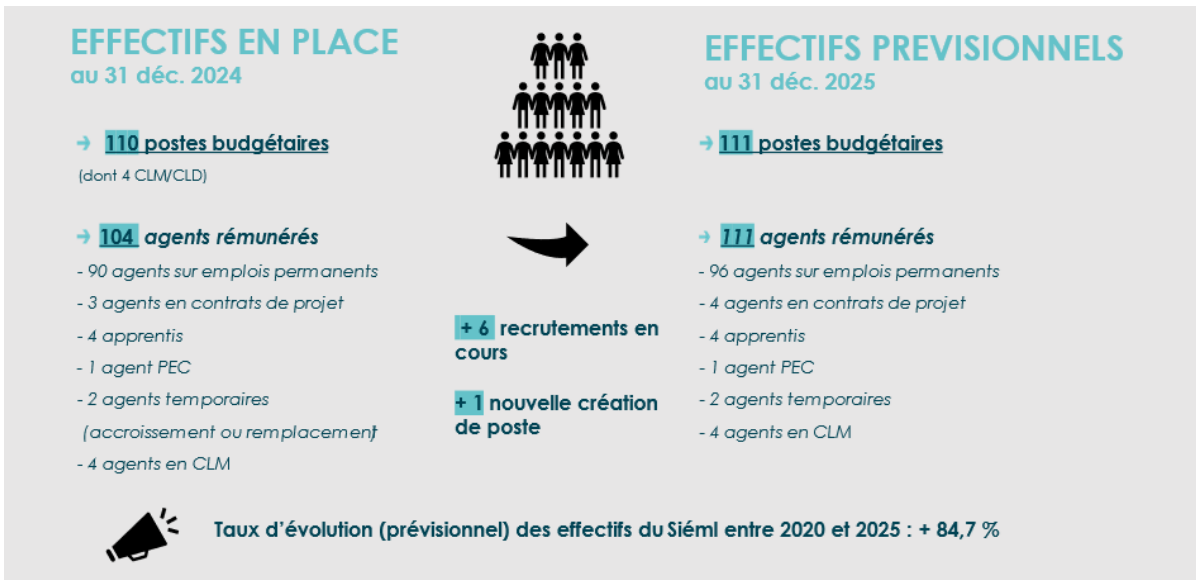 EFFECTIFS EN PLACE
au 31 déc. 2024
→ 110 postes budgétaires
(dont 4 CLM/CLD)
→ 104 agents rémunérés
- 90 agents sur emplois permanents
- 3 agents en contrats de projet
- 4 apprentis
- 1 agent PEC
- 2 agents temporaires
(accroissement ou remplacement)
- 4 agents en CLM
+ 6 recrutements en
cours
+ 1 nouvelle création
de poste
EFFECTIFS PREVISIONNELS
au 31 déc. 2025
→ 111 postes budgétaires
→ 111 agents rémunérés
- 96 agents sur emplois permanents
- 4 agents en contrats de projet
- 4 apprentis
- 1 agent PEC
- 2 agents temporaires
- 4 agents en CLM
Taux d'évolution (prévisionnel) des effectifs du Siéml entre 2020 et 2025 : + 84,7 %